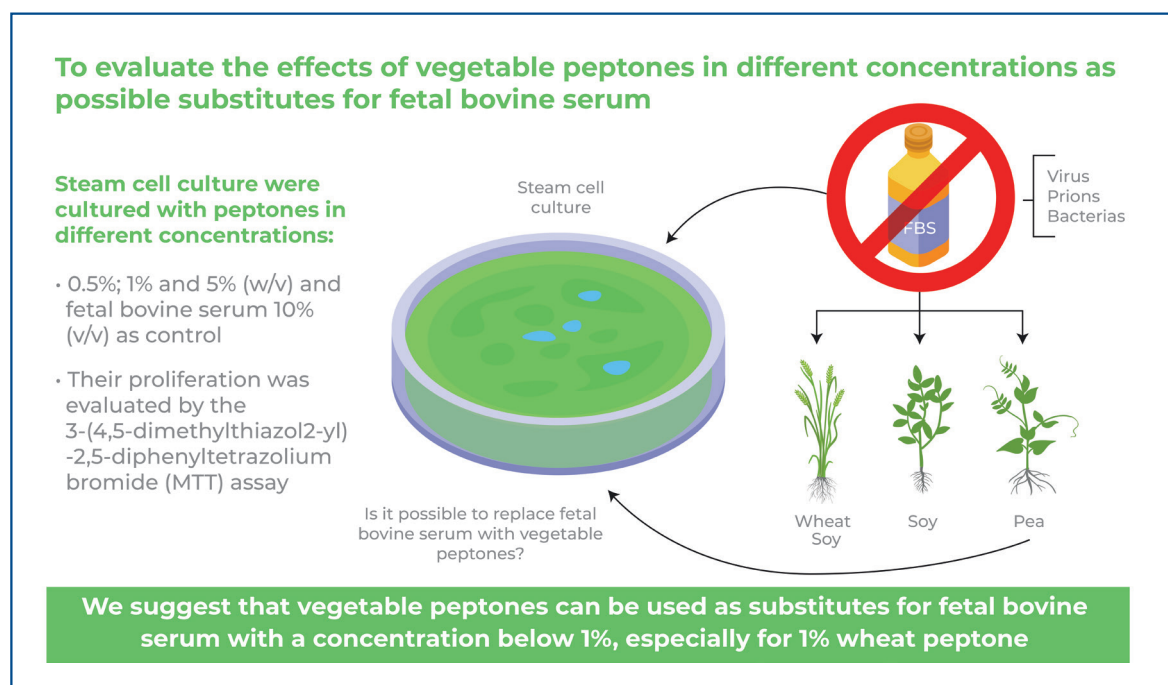 To evaluate the effects of vegetable peptones in different concentrations as
possible substitutes for fetal bovine serum
Steam cell culture were
cultured with peptones in
different concentrations:
• 0.5%; 1% and 5% (w/v) and
fetal bovine serum 10%
(v/v) as control
• Their proliferation was
evaluated by the
3-(4,5-dimethylthiazol2-yl)
-2,5-diphenyltetrazolium
bromide (MTT) assay
Steam cell
culture
Is it possible to replace fetal
bovine serum with vegetable
peptones?
FBS
Virus
Prions
Bacterias
Wheat
Soy
Soy
Pea
We suggest that vegetable peptones can be used as substitutes for fetal bovine
serum with a concentration below 1%, especially for 1% wheat peptone